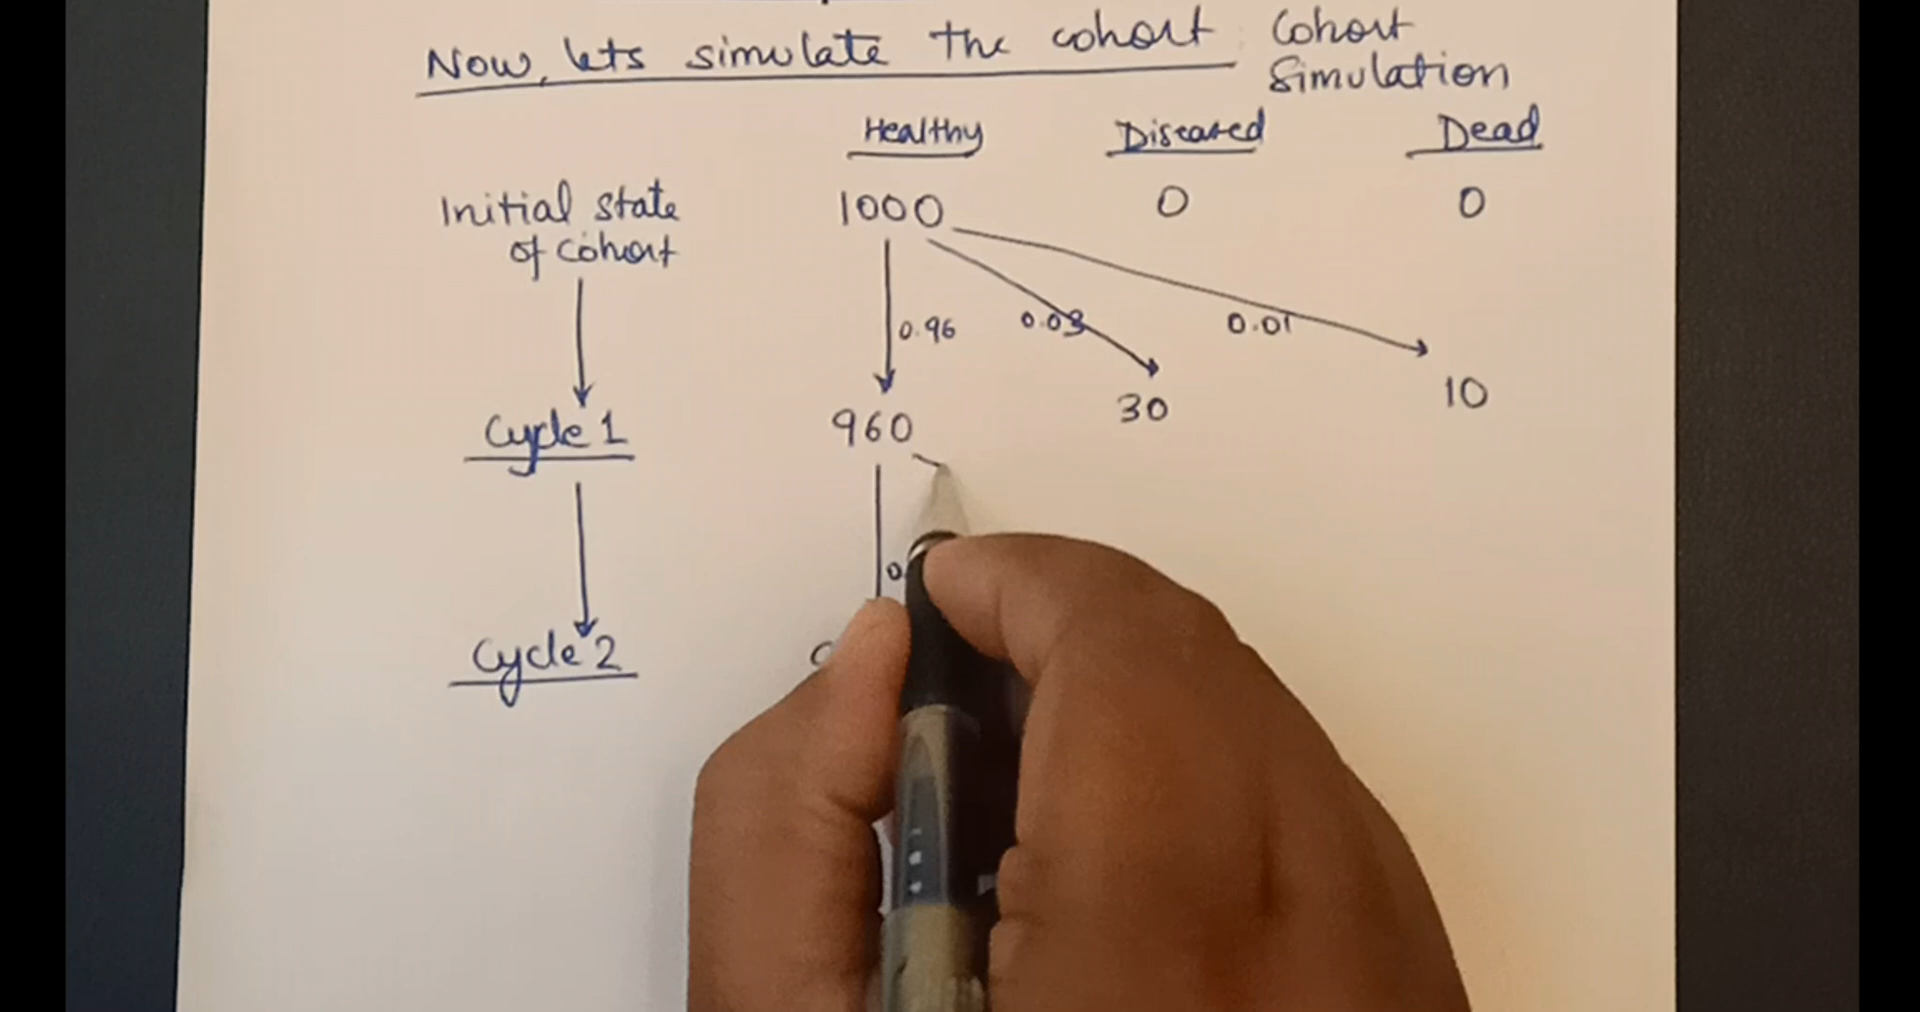 Now, lets simulate the cohort
Cohort
Simulation
Healthy Diseased Dead
Initial state
of cohort
1000 0 0
0.96 0.03 0.01
Cycle 1
960 30 10
0.
Cycle 2